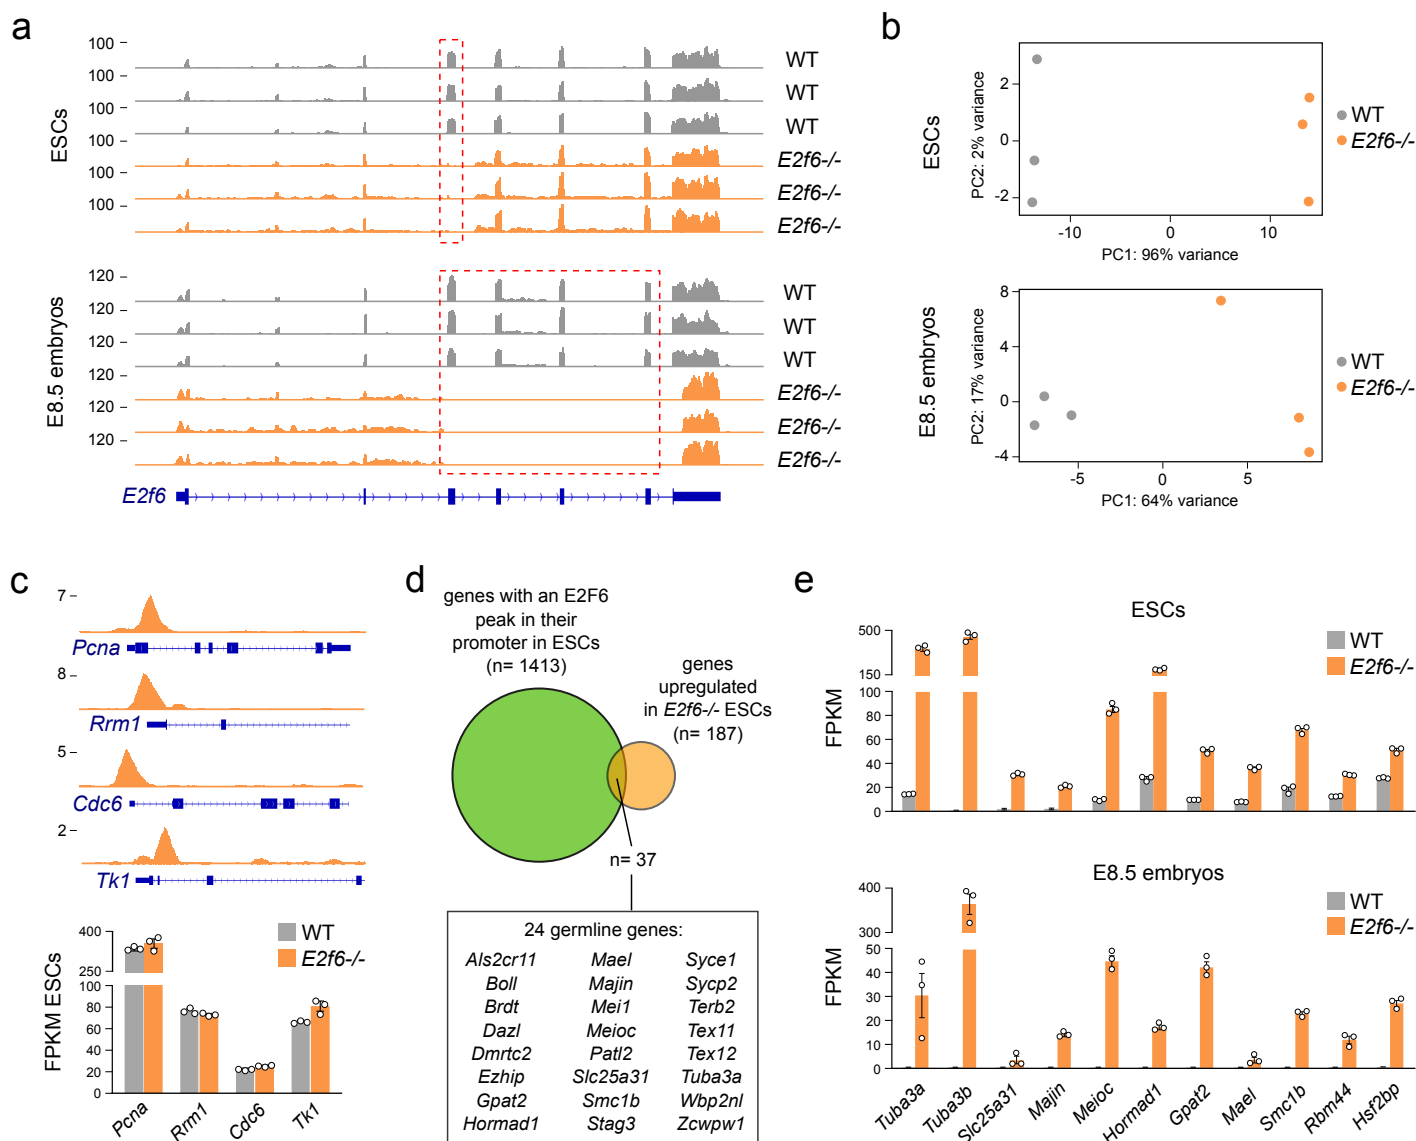 a
ESCs
100
WT
100
WT
100
WT
100
E2f6-/-
100
E2f6-/-
100
E2f6-/-
E8.5 embryos
120
WT
120
WT
120
WT
120
E2f6-/-
120
E2f6-/-
120
E2f6-/-
E2f6
b
ESCs
PC2: 2% variance
2
0
-2
-10
0
10
PC1: 96% variance
WT
E2f6-/-
E8.5 embryos
PC2: 17% variance
8
4
0
-4
-5
0
5
PC1: 64% variance
WT
E2f6-/-
c
7
Pcna
8
Rrm1
5
Cdc6
2
Tk1
FPKM ESCs
400
250
100
80
60
40
20
0
WT
E2f6-/-
Pcna
Rrm1
Cdc6
Tk1
d
genes with an E2F6
peak in their
promoter in ESCs
(n= 1413)
genes
upregulated
in E2f6-/- ESCs
(n= 187)
n= 37
24 germline genes:
Als2cr11 Mael Syce1
Boll Majin Sycp2
Brdt Mei1 Terb2
Dazl Meioc Tex11
Dmrtc2 Patl2 Tex12
Ezhip Slc25a31 Tuba3a
Gpat2 Smc1b Wbp2nl
Hormad1 Stag3 Zcwpw1
e
ESCs
FPKM
500
150
100
80
60
40
20
0
WT
E2f6-/-
E8.5 embryos
FPKM
400
300
50
40
30
20
10
0
WT
E2f6-/-
Tuba3a
Tuba3b
Slc25a31
Majin
Meioc
Hormad1
Gpat2
Mael
Smc1b
Rbm44
Hsf2bp